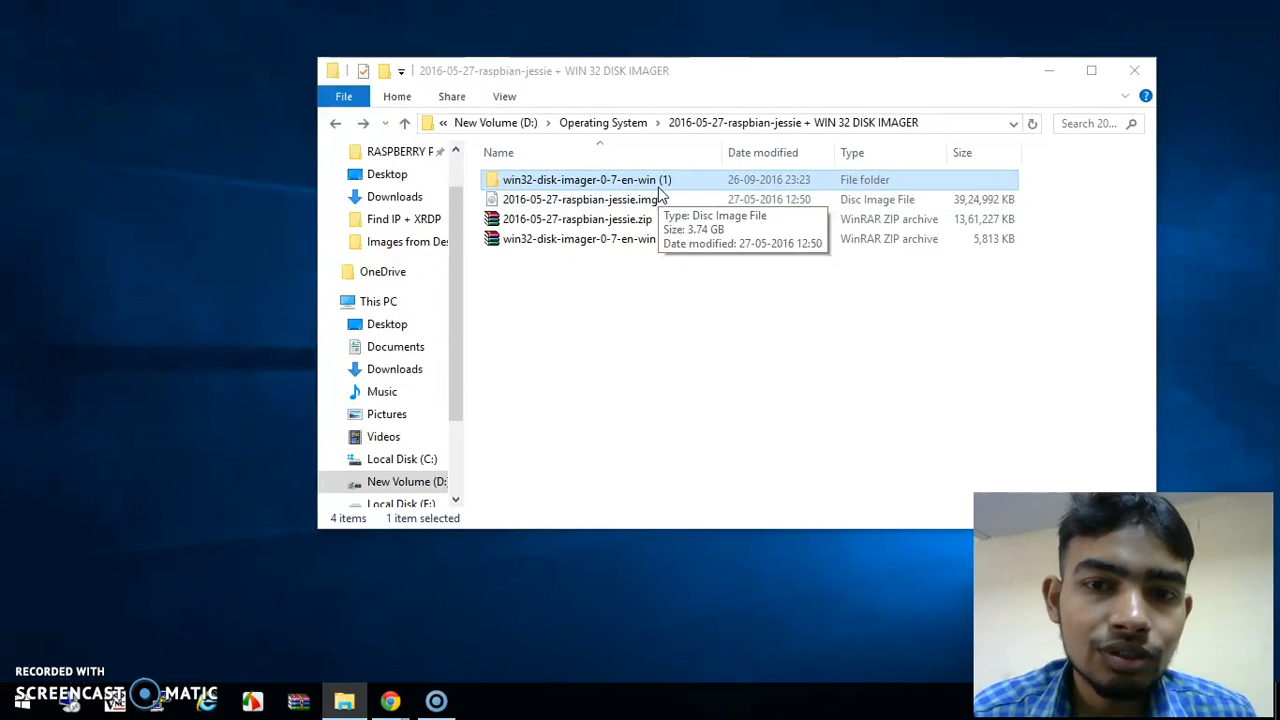 2016-05-27-raspbian-jessie + WIN 32 DISK IMAGER
File Home Share View
« New Volume (D:) > Operating System > 2016-05-27-raspbian-jessie + WIN 32 DISK IMAGER
Search 20...
Name Date modified Type Size
RASPBERRY P
Desktop
Downloads
Find IP + XRDP
Images from Des
OneDrive
This PC
Desktop
Documents
Downloads
Music
Pictures
Videos
Local Disk (C:)
New Volume (D:
Local Disk (F:)
win32-disk-imager-0-7-en-win (1) 26-09-2016 23:23 File folder
2016-05-27-raspbian-jessie.img 27-05-2016 12:50 Disc Image File 39,24,992 KB
2016-05-27-raspbian-jessie.zip WinRAR ZIP archive 13,61,227 KB
win32-disk-imager-0-7-en-win WinRAR ZIP archive 5,813 KB
Type: Disc Image File
Size: 3.74 GB
Date modified: 27-05-2016 12:50
4 items 1 item selected
RECORDED WITH
SCREENCAST MATIC